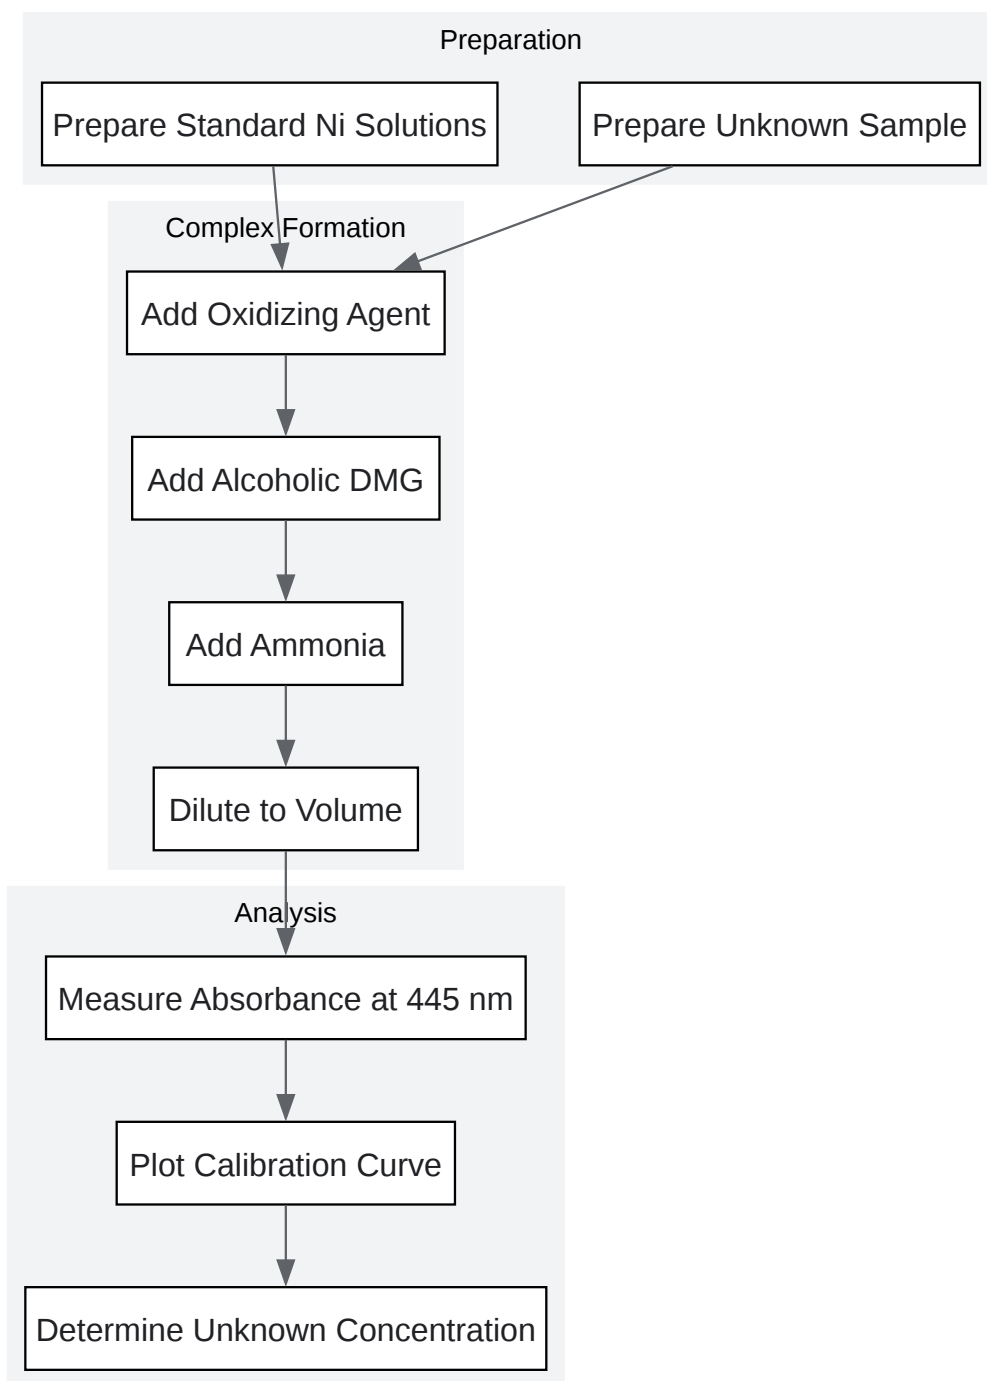 Preparation
Prepare Standard Ni Solutions
Prepare Unknown Sample
Complex Formation
Add Oxidizing Agent
Add Alcoholic DMG
Add Ammonia
Dilute to Volume
Analysis
Measure Absorbance at 445 nm
Plot Calibration Curve
Determine Unknown Concentration